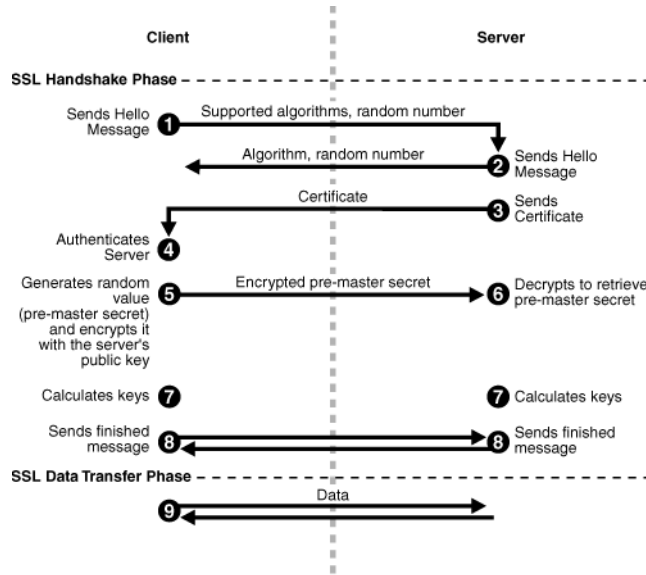 Client
Server
SSL Handshake Phase
Sends Hello
Message
1
Supported algorithms, random number
Algorithm, random number
2
Sends Hello
Message
Certificate
3
Sends
Certificate
Authenticates
Server
4
Generates random
value
(pre-master secret)
and encrypts it
with the server's
public key
5
Encrypted pre-master secret
6
Decrypts to retrieve
pre-master secret
Calculates keys
7
7
Calculates keys
Sends finished
message
8
8
Sends finished
message
SSL Data Transfer Phase
9
Data